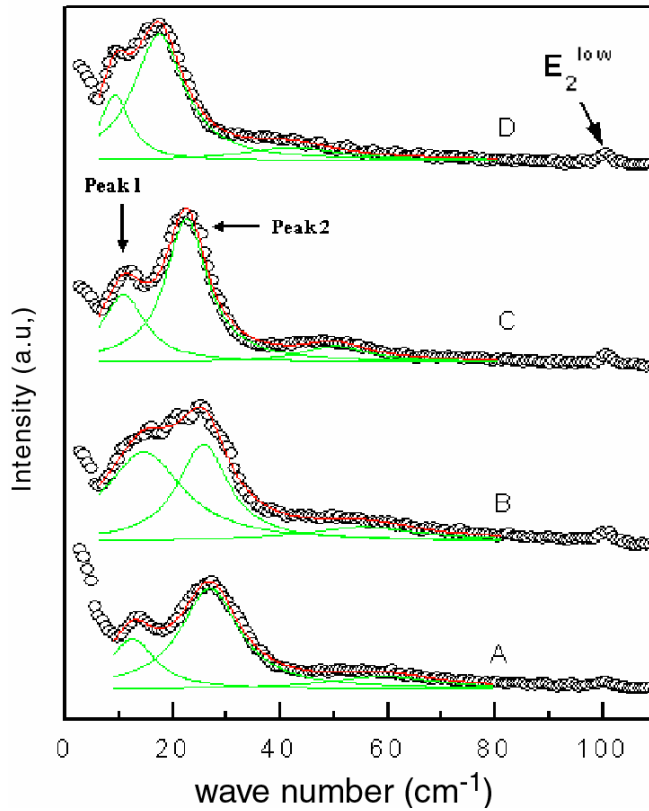 E₂ˡᵒʷ
D
Peak 1
Peak 2
C
B
A
Intensity (a.u,)
0 20 40 60 80 100
wave number (cm⁻¹)